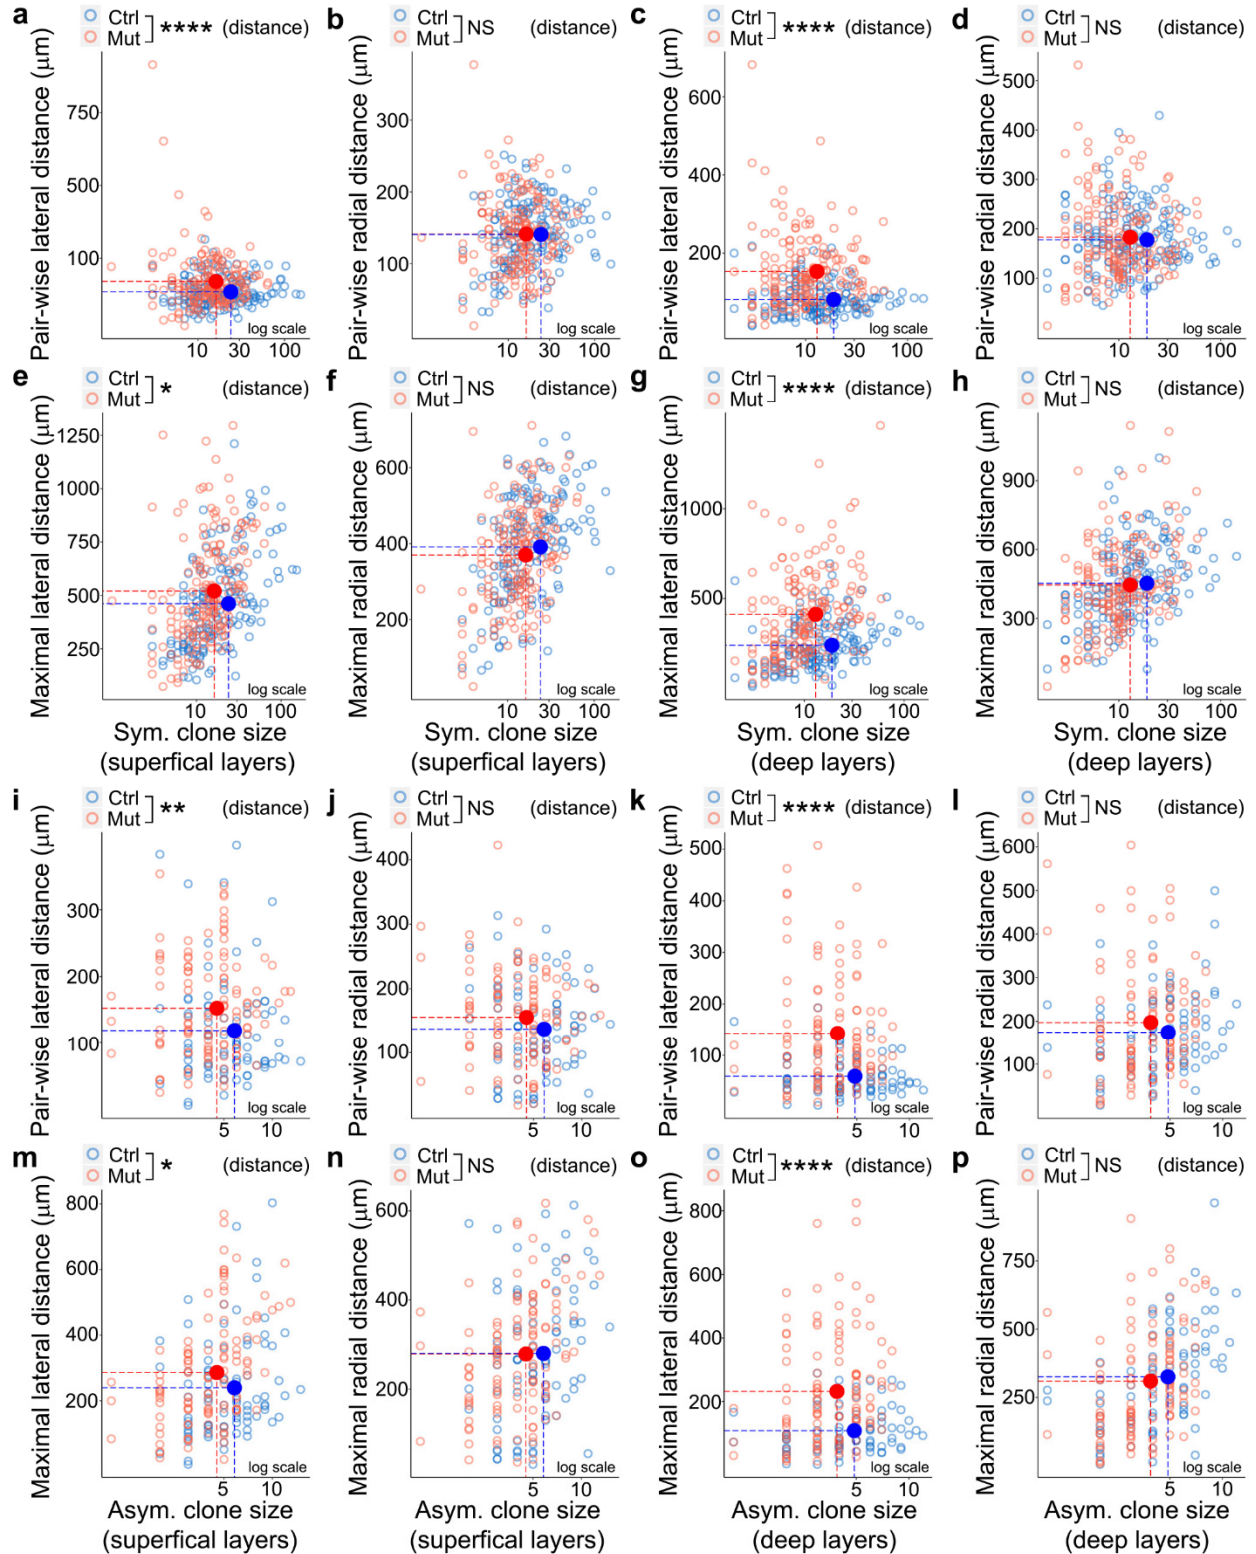 a
Ctrl
Mut
****
(distance)
Pair-wise lateral distance (μm)
750
500
100
10
30
100
log scale
b
Ctrl
Mut
NS
(distance)
Pair-wise radial distance (μm)
300
200
100
10
30
100
log scale
c
Ctrl
Mut
****
(distance)
Pair-wise lateral distance (μm)
600
400
200
10
30
100
log scale
d
Ctrl
Mut
NS
(distance)
Pair-wise radial distance (μm)
500
400
300
200
100
10
30
100
log scale
e
Ctrl
Mut
*
(distance)
Maximal lateral distance (μm)
1250
1000
750
500
250
10
30
100
log scale
Sym. clone size
(superfical layers)
f
Ctrl
Mut
NS
(distance)
Maximal radial distance (μm)
600
400
200
10
30
100
log scale
Sym. clone size
(superfical layers)
g
Ctrl
Mut
****
(distance)
Maximal lateral distance (μm)
1000
500
10
30
100
log scale
Sym. clone size
(deep layers)
h
Ctrl
Mut
NS
(distance)
Maximal radial distance (μm)
900
600
300
10
30
100
log scale
Sym. clone size
(deep layers)
i
Ctrl
Mut
**
(distance)
Pair-wise lateral distance (μm)
300
200
100
5
10
log scale
j
Ctrl
Mut
NS
(distance)
Pair-wise radial distance (μm)
400
300
200
100
5
10
log scale
k
Ctrl
Mut
****
(distance)
Pair-wise lateral distance (μm)
500
400
300
200
100
5
10
log scale
l
Ctrl
Mut
NS
(distance)
Pair-wise radial distance (μm)
600
500
400
300
200
100
5
10
log scale
m
Ctrl
Mut
*
(distance)
Maximal lateral distance (μm)
800
600
400
200
5
10
log scale
Asym. clone size
(superfical layers)
n
Ctrl
Mut
NS
(distance)
Maximal radial distance (μm)
600
400
200
5
10
log scale
Asym. clone size
(superfical layers)
o
Ctrl
Mut
****
(distance)
Maximal lateral distance (μm)
800
600
400
200
5
10
log scale
Asym. clone size
(deep layers)
p
Ctrl
Mut
NS
(distance)
Maximal radial distance (μm)
750
500
250
5
10
log scale
Asym. clone size
(deep layers)